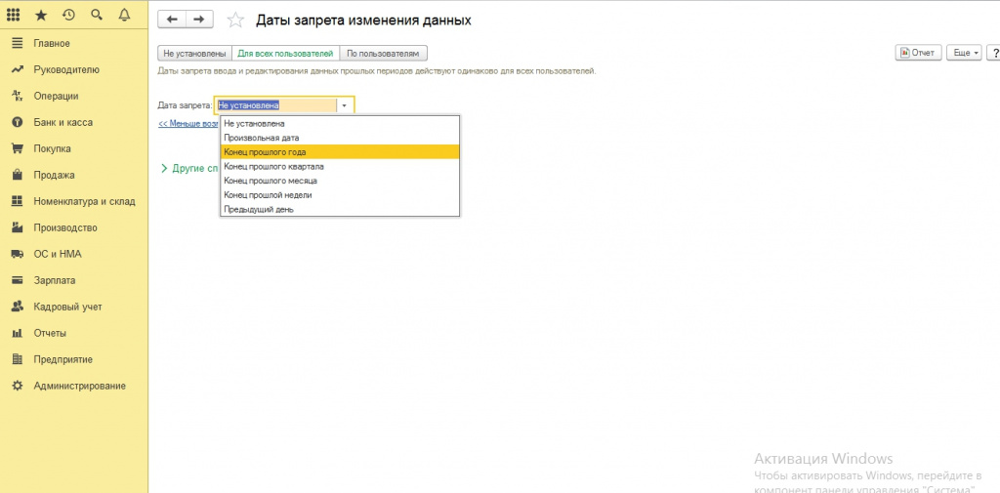 Даты запрета изменения данных
Главное
Руководителю
Операции
Банк и касса
Покупка
Продажа
Номенклатура и склад
Производство
ОС и НМА
Зарплата
Кадровый учет
Отчеты
Предприятие
Администрирование
Не установлены Для всех пользователей По пользователям
Отчет Еще ?
Даты запрета ввода и редактирования данных прошлых периодов действуют одинаково для всех пользователей.
Дата запрета: Не установлена
<< Меньше
Не установлена
Произвольная дата
Конец прошлого года
Конец прошлого квартала
Конец прошлого месяца
Конец прошлой недели
Предыдущий день
Другие
Активация Windows
Чтобы активировать Windows, перейдите в
компонент панели управления "Система"